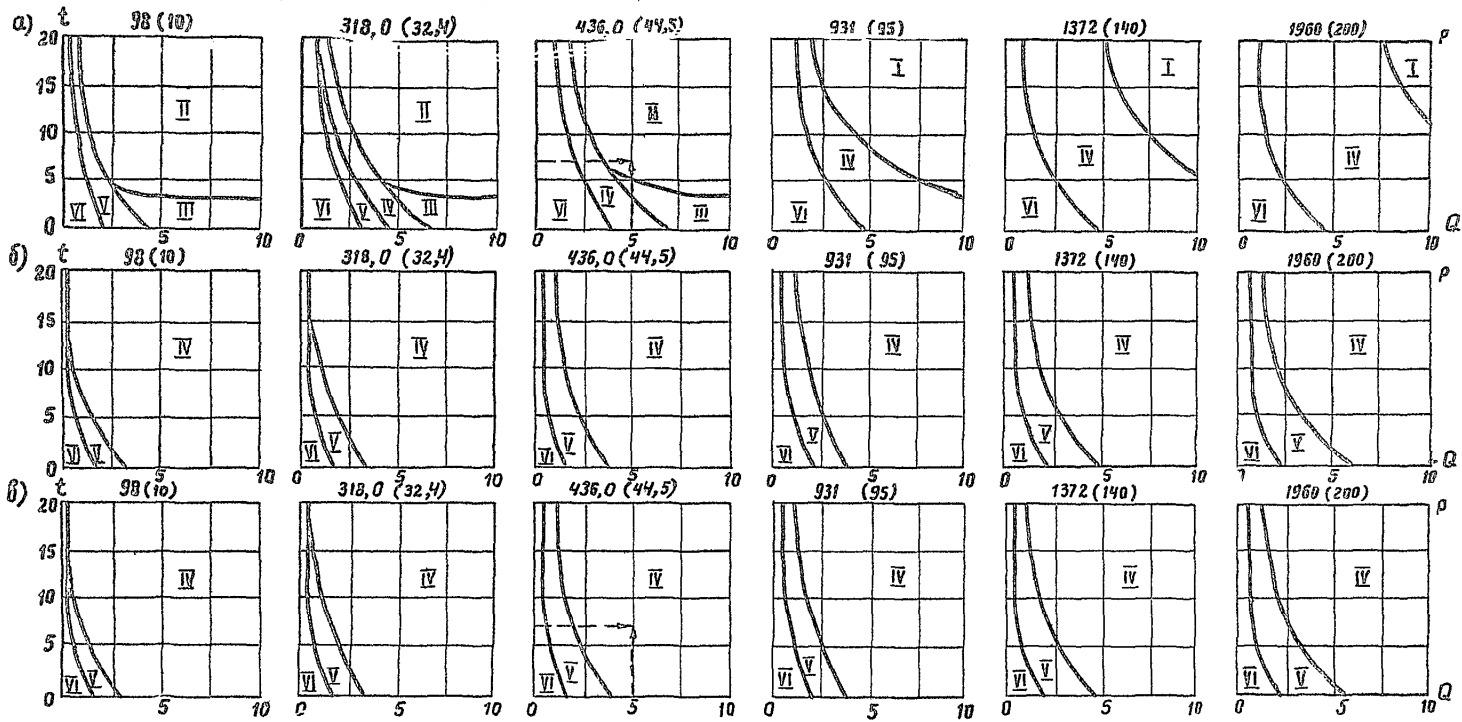 а) t 98 (10) 318,0 (32,4) 436,0 (44,5) 931 (95) 1372 (140) 1960 (200)
20 P
I I I
15 II II
II
10
IV IV IV
5
VI V III VI V IV III VI IV III VI VI VI
0 Q
0 5 10 0 5 10 0 5 10 0 5 10 0 5 10 0 5 10
б) t 98 (10) 318,0 (32,4) 436,0 (44,5) 931 (95) 1372 (140) 1960 (200)
20 P
15
IV IV IV IV IV IV
10
5
VI V VI V VI V VI V VI V VI V
0 Q
5 10 0 5 10 0 5 10 0 5 10 0 5 10 5 10
б) t 98 (10) 318,0 (32,4) 436,0 (44,5) 931 (95) 1372 (140) 1960 (200)
20 P
15
IV IV IV IV IV IV
10
5
VI V VI V VI V VI V VI V VI V
0 Q
0 5 10 0 5 10 0 5 10 0 5 10 0 5 10 0 5 10